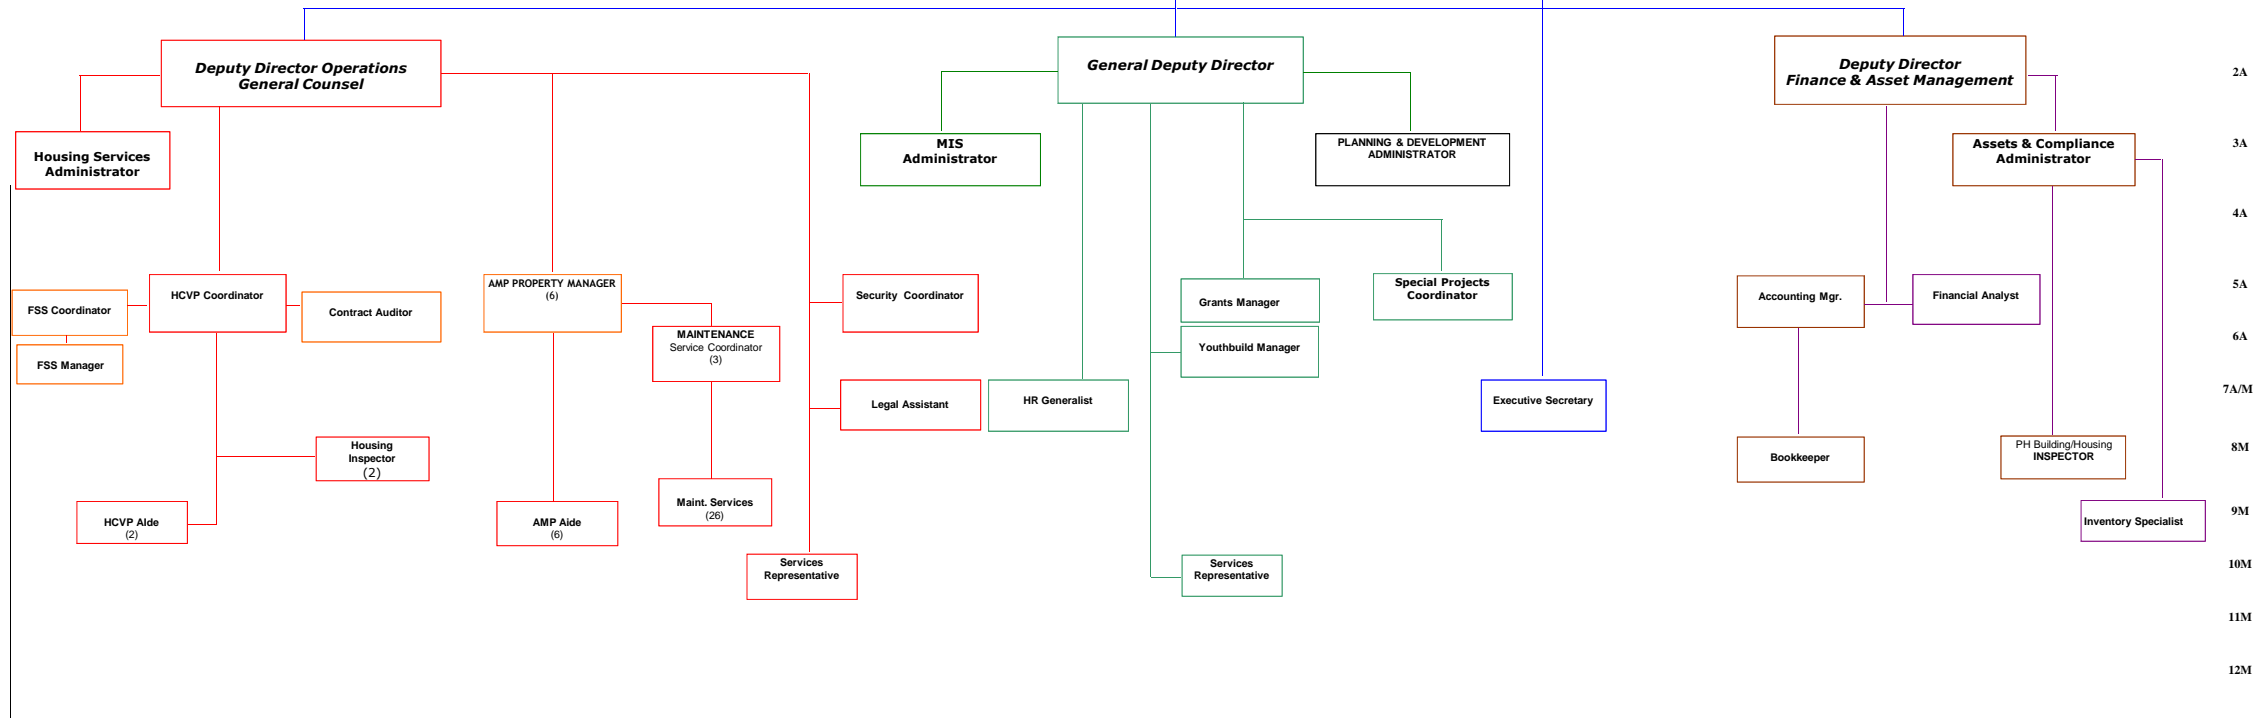 Deputy Director Operations
General Counsel
General Deputy Director
Deputy Director
Finance & Asset Management
2A
Housing Services
Administrator
MIS
Administrator
PLANNING & DEVELOPMENT
ADMINISTRATOR
Assets & Compliance
Administrator
3A
4A
FSS Coordinator
HCVP Coordinator
Contract Auditor
AMP PROPERTY MANAGER
(6)
Security Coordinator
Grants Manager
Special Projects
Coordinator
Accounting Mgr.
Financial Analyst
5A
FSS Manager
MAINTENANCE
Service Coordinator
(3)
Youthbuild Manager
6A
Legal Assistant
HR Generalist
Executive Secretary
7A/M
Housing
Inspector
(2)
Bookkeeper
PH Building/Housing
INSPECTOR
8M
HCVP AIde
(2)
AMP Aide
(6)
Maint. Services
(26)
Inventory Specialist
9M
Services
Representative
Services
Representative
10M
11M
12M